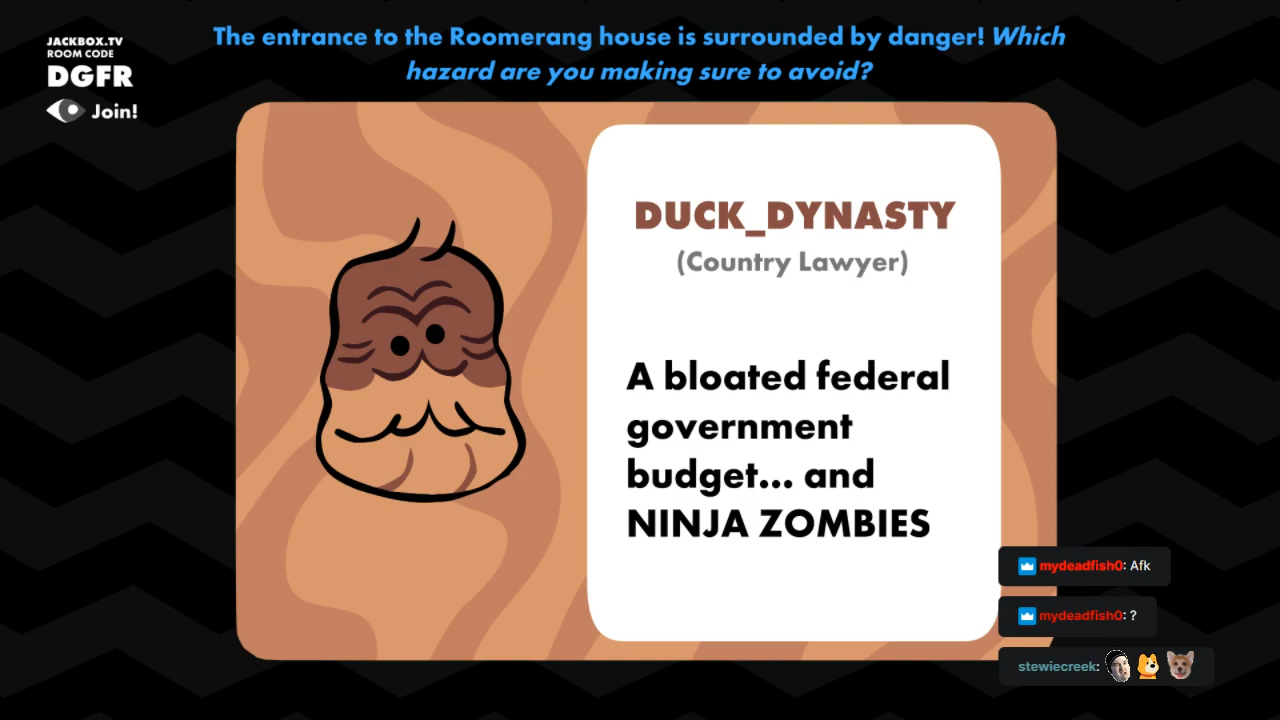 JACKBOX.TV
ROOM CODE
DGFR
Join!
The entrance to the Roomerang house is surrounded by danger! Which
hazard are you making sure to avoid?
DUCK_DYNASTY
(Country Lawyer)
A bloated federal
government
budget... and
NINJA ZOMBIES
mydeadfish0: Afk
mydeadfish0: ?
stewiecreek: